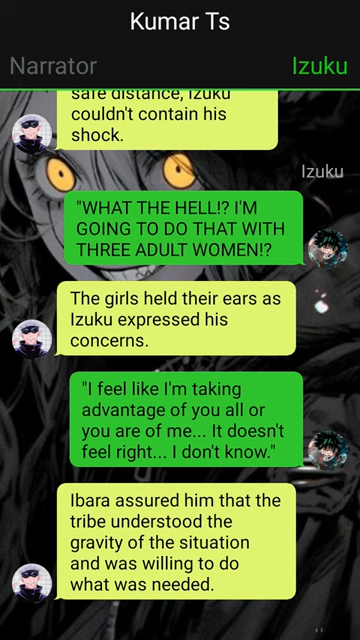 Kumar Ts
Narrator
Izuku
safe distance, Izuku
couldn't contain his
shock.
Izuku
"WHAT THE HELL!? I'M
GOING TO DO THAT WITH
THREE ADULT WOMEN!?
The girls held their ears as
Izuku expressed his
concerns.
"I feel like I'm taking
advantage of you all or
you are of me... It doesn't
feel right... I don't know."
Ibara assured him that the
tribe understood the
gravity of the situation
and was willing to do
what was needed.